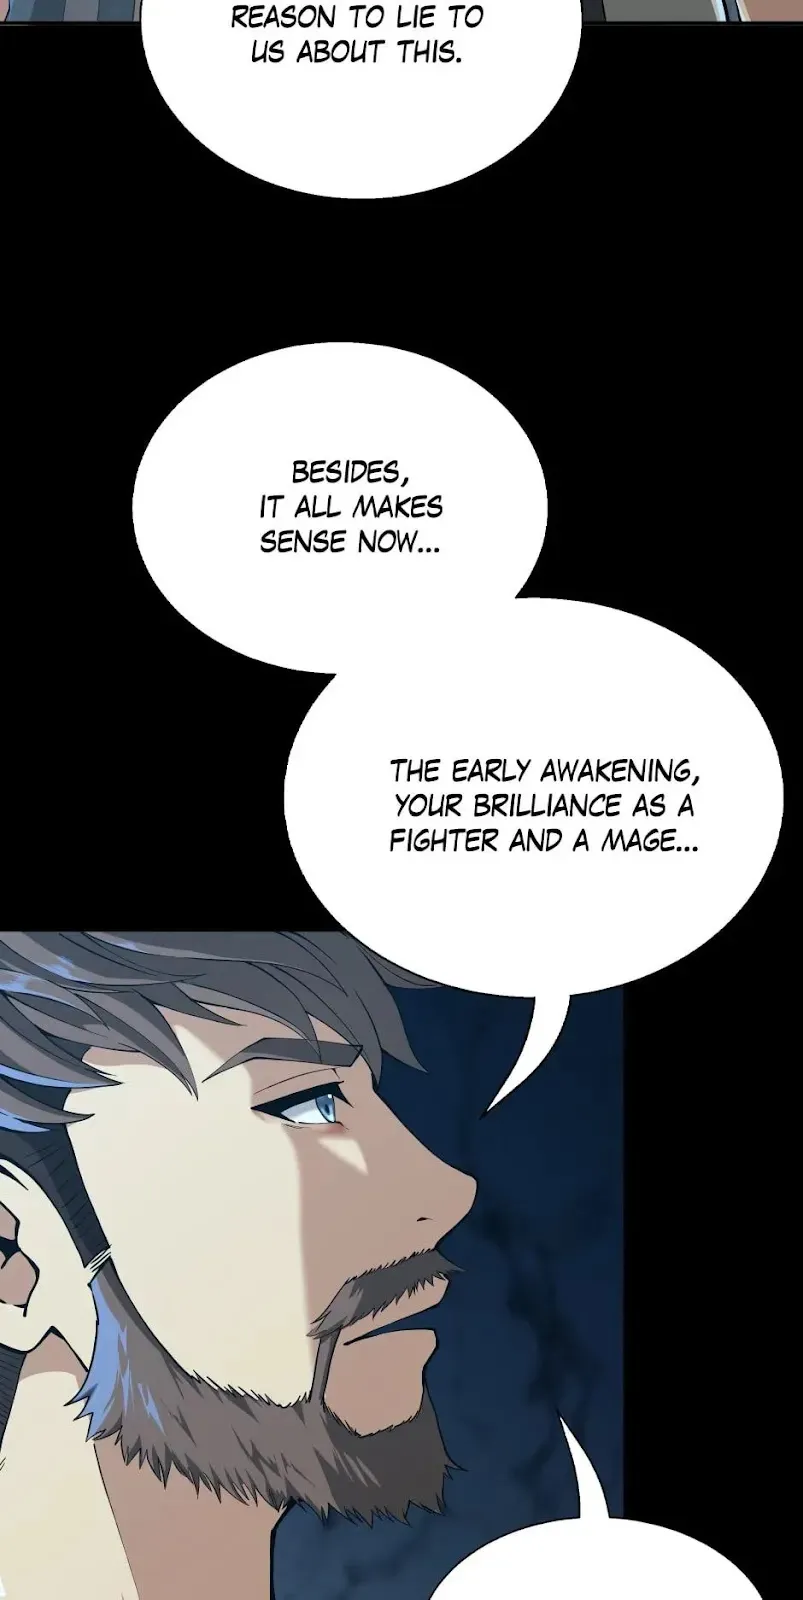 REASON TO LIE TO
US ABOUT THIS.
BESIDES,
IT ALL MAKES
SENSE NOW...
THE EARLY AWAKENING,
YOUR BRILLIANCE AS A
FIGHTER AND A MAGE...